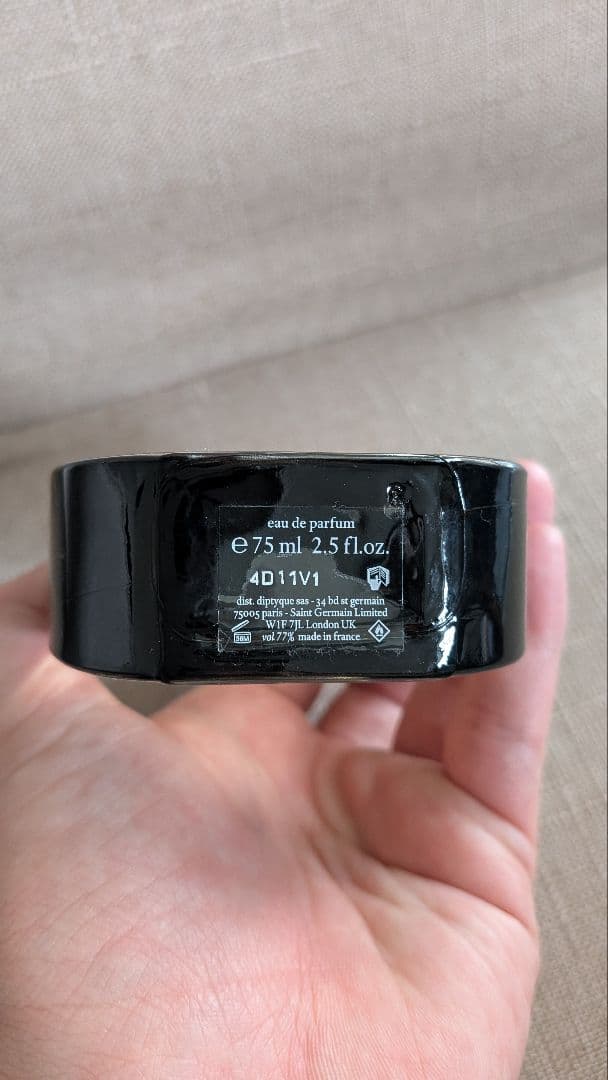 eau de parfum
℮ 75 ml 2.5 fl.oz.
4D11V1
dist. diptyque sas - 34 bd st germain
75005 paris - Saint Germain Limited
W1F 7JL London UK
vol 77% made in france